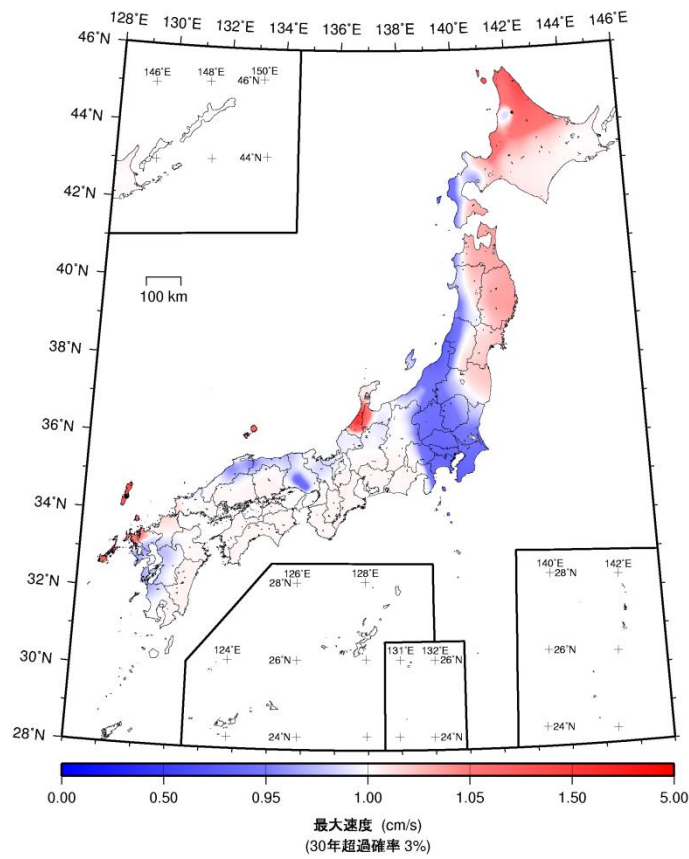 128°E 130°E 132°E 134°E 136°E 138°E 140°E 142°E 144°E 146°E
46°N
146°E 148°E 150°E
46°N
44°N
44°N
42°N
40°N
100 km
38°N
36°N
34°N
32°N
126°E 128°E
28°N
140°E 142°E
28°N
30°N
124°E
26°N
131°E 132°E
26°N
26°N
28°N
24°N
24°N
24°N
0.00 0.50 0.95 1.00 1.05 1.50 5.00
最大速度 (cm/s)
(30年超過確率 3%)